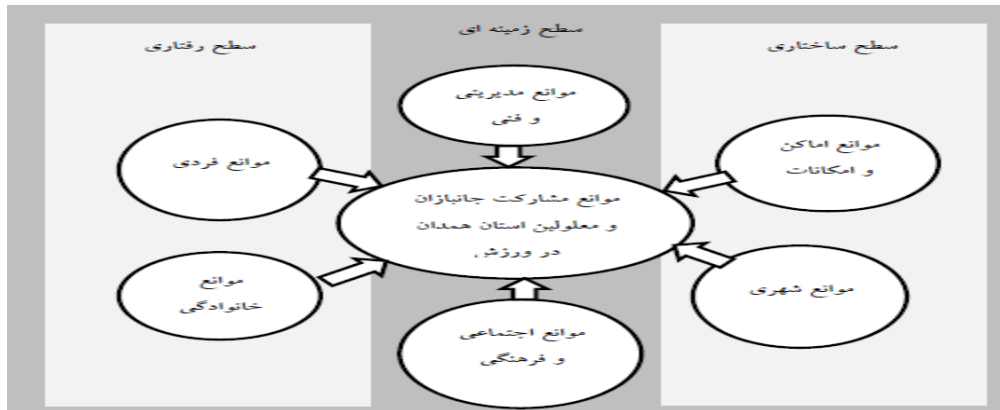 سطح ساختاری
موانع اماکن
و امکانات
موانع شهری
سطح زمینه ای
موانع مدیریتی
و فنی
موانع مشارکت جانبازان
و معلولین استان همدان
در ورزش
موانع اجتماعی
و فرهنگی
سطح رفتاری
موانع فردی
موانع
خانوادگی